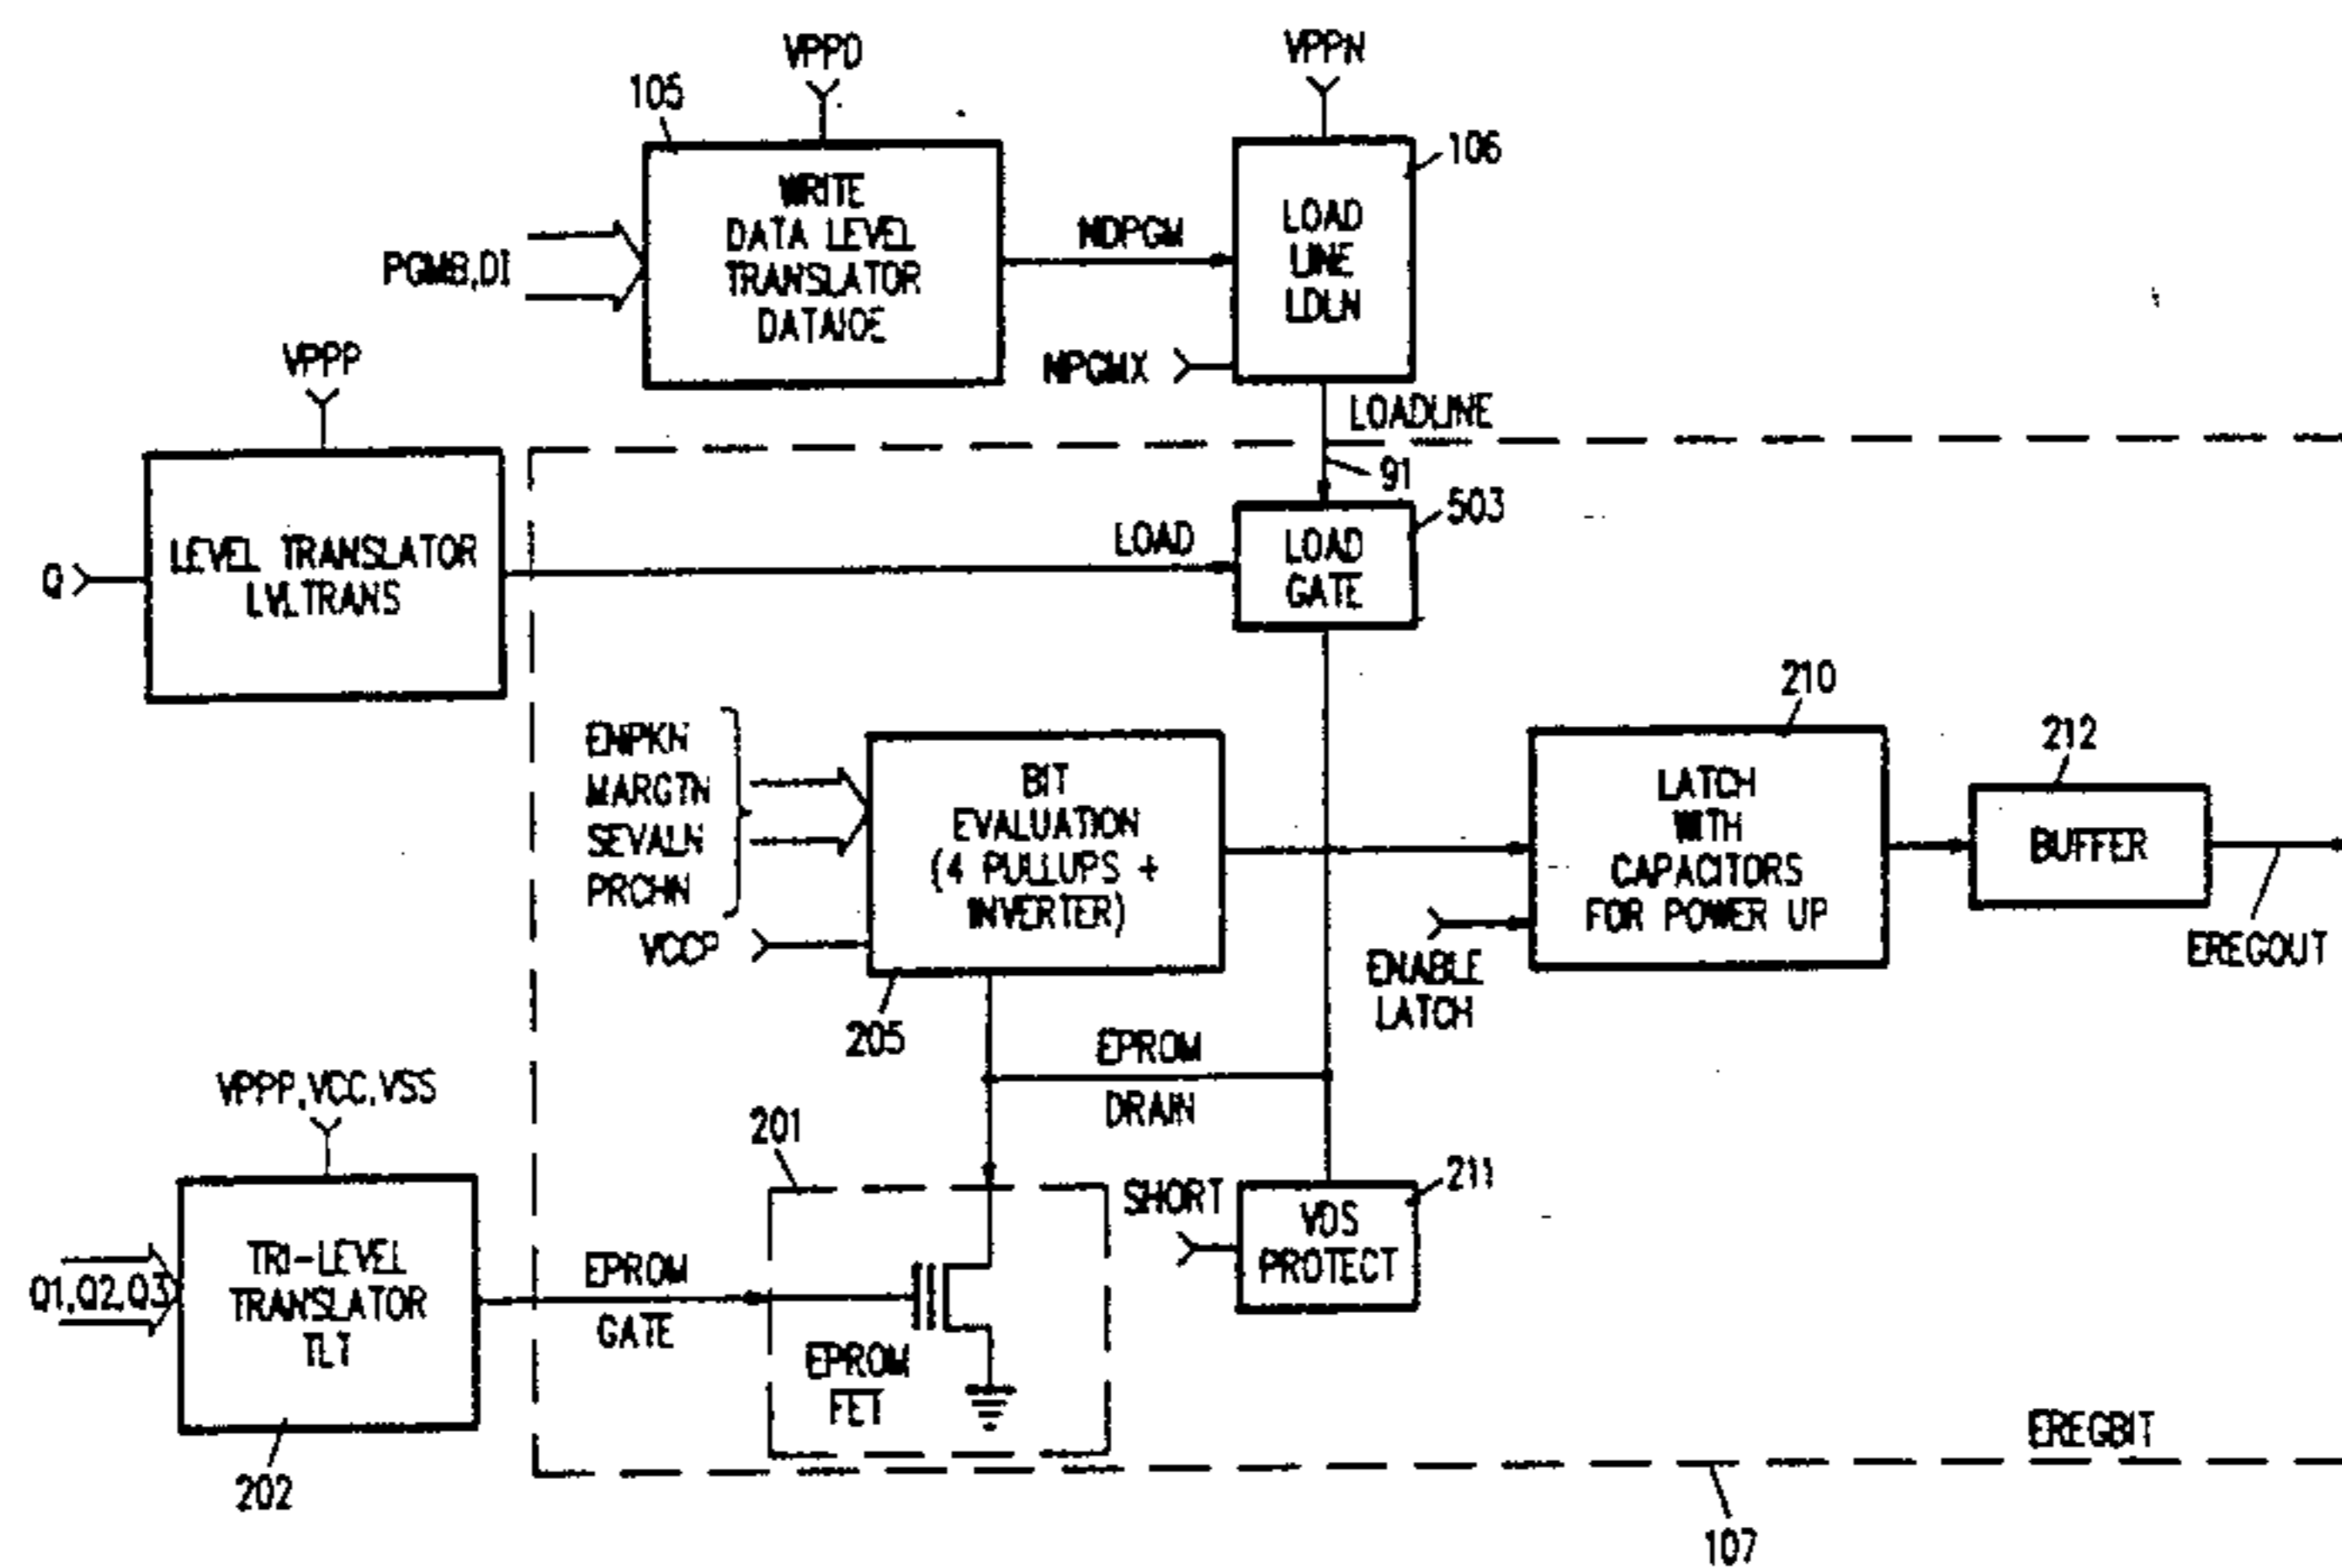 VPPD
VPPN
105
106
WRITE
DATA LEVEL
TRANSLATOR
DATAIOE
PGMB,DI
NDPGM
LOAD
LINE
LDLN
NPGMX
LOADLINE
91
VPPP
LEVEL TRANSLATOR
LVLTRANS
Q
LOAD
503
LOAD
GATE
210
212
MARGTN
SEVALN
PRCHN
VCCP
BIT
EVALUATION
(4 PULLUPS +
INVERTER)
205
LATCH
WITH
CAPACITORS
FOR POWER UP
BUFFER
ENABLE
LATCH
EREGOUT
EPROM
DRAIN
VPPP,VCC,VSS
201
SHORT
211
VDS
PROTECT
Q1,Q2,Q3
TRI-LEVEL
TRANSLATOR
TLT
202
EPROM
GATE
EPROM
FET
EREGBIT
107